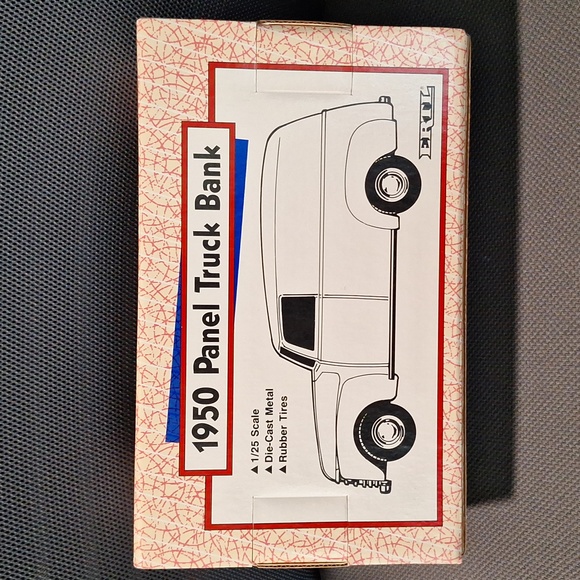 1950 Panel Truck Bank
▲ 1/25 Scale
▲ Die-Cast Metal
▲ Rubber Tires
ERTL